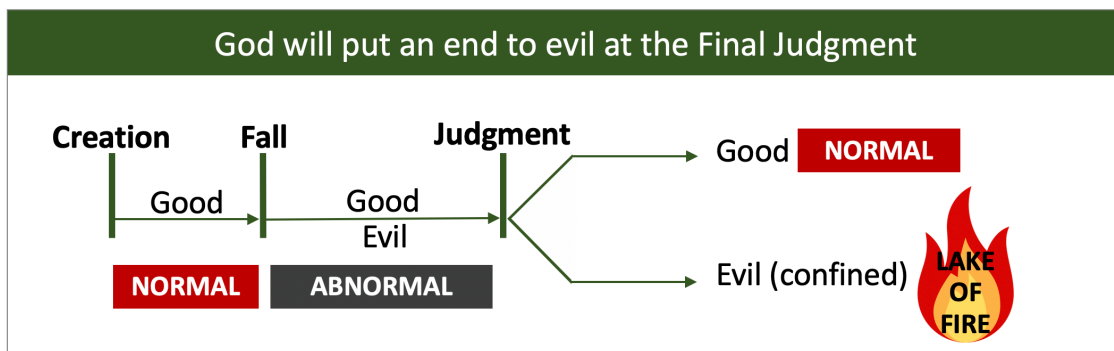 God will put an end to evil at the Final Judgment
Creation
Fall
Judgment
Good
Good
Evil
NORMAL
ABNORMAL
Good
NORMAL
Evil (confined)
LAKE
OF
FIRE